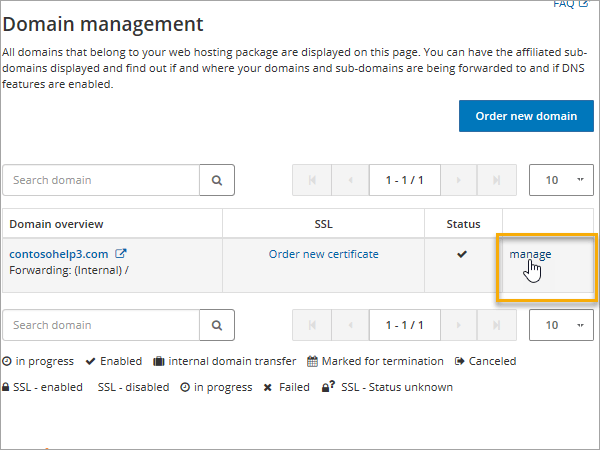 FAQ
Domain management
All domains that belong to your web hosting package are displayed on this page. You can have the affiliated sub-
domains displayed and find out if and where your domains and sub-domains are being forwarded to and if DNS
features are enabled.
Order new domain
Search domain 1 - 1 / 1 10
Domain overview SSL Status
contosohelp3.com Order new certificate manage
Forwarding: (Internal) /
Search domain 1 - 1 / 1 10
in progress Enabled internal domain transfer Marked for termination Canceled
SSL - enabled SSL - disabled in progress Failed SSL - Status unknown